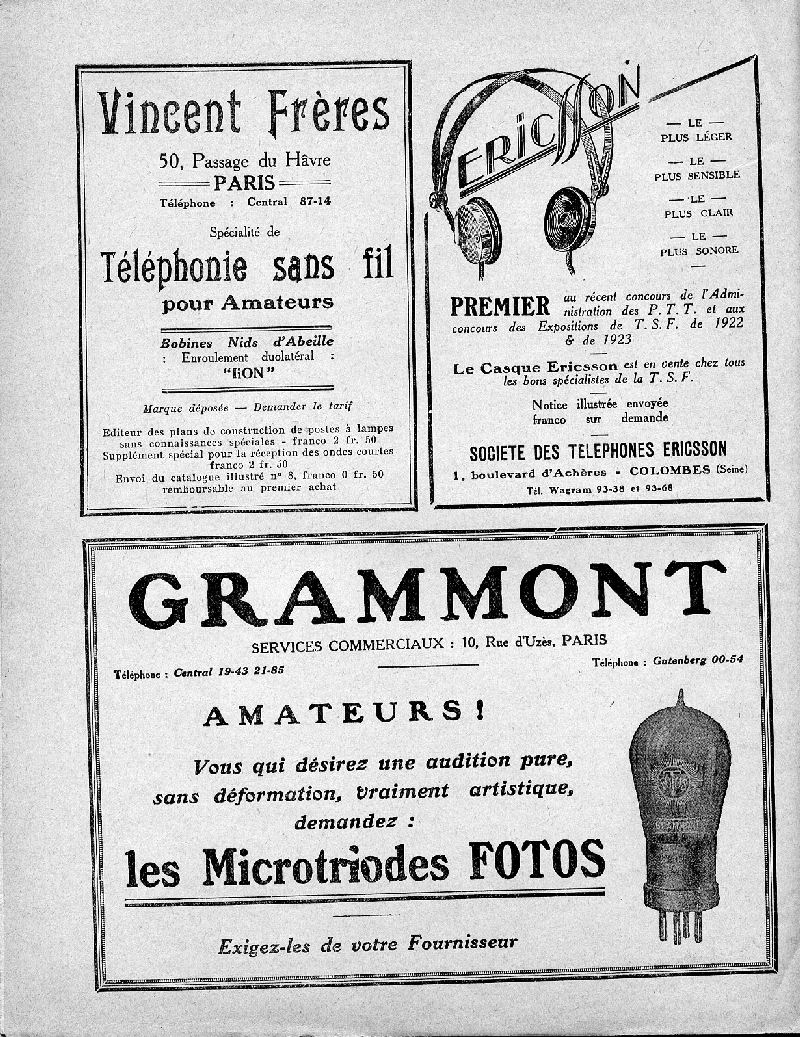 Vincent Frères
50, Passage du Hâvre
PARIS
Téléphone : Central 87-14
Spécialité de
Téléphonie sans fil
pour Amateurs
Bobines Nids d'Abeille
: Enroulement duolatéral :
Marque déposée — Demander le tarif
Editeur des plans de construction de postes à lampes
sans connaissances spéciales - franco 2 fr. 50
Supplément spécial pour la réception des ondes courtes
franco 2 fr. 50
Envoi du catalogue illustré n° 8, franco 0 fr. 50
remboursable au premier achat
ERICSSON
— LE —
PLUS LÉGER
— LE —
PLUS SENSIBLE
— LE —
PLUS CLAIR
— LE —
PLUS SONORE
PREMIER au récent concours de l'Admi-
nistration des P. T. T. et aux
concours des Expositions de T. S. F. de 1922
& de 1923
Le Casque Ericsson est en vente chez tous
les bons spécialistes de la T. S. F.
Notice illustrée envoyée
franco sur demande
SOCIETE DES TELEPHONES ERICSSON
1, boulevard d'Achères - COLOMBES (Seine)
Tél. Wagram 93-38 et 93-68
GRAMMONT
SERVICES COMMERCIAUX : 10, Rue d'Uzès, PARIS
Téléphone : Central 19-43 21-85
Téléphone : Gutenberg 00-54
AMATEURS !
Vous qui désirez une audition pure,
sans déformation, vraiment artistique,
demandez :
les Microtriodes FOTOS
Exigez-les de votre Fournisseur